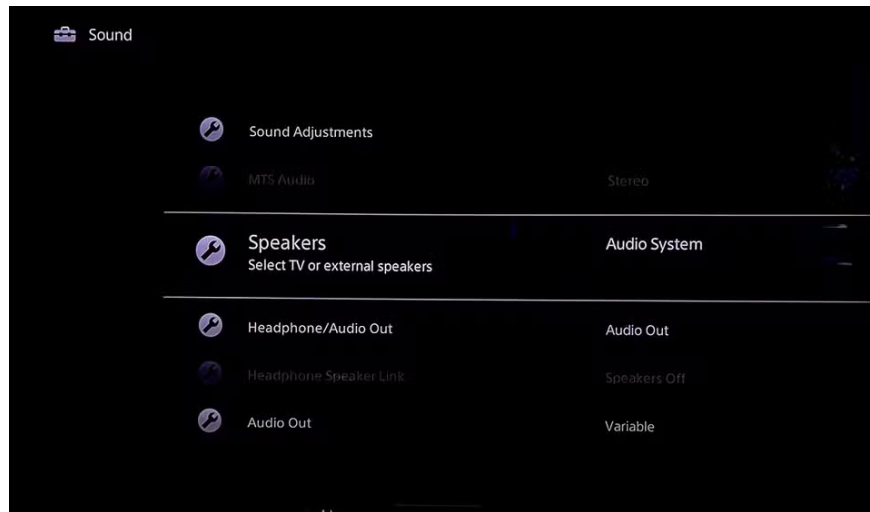 Sound
Sound Adjustments
MTS Audio Stereo
Speakers Audio System
Select TV or external speakers
Headphone/Audio Out Audio Out
Headphone Speaker Link Speakers Off
Audio Out Variable